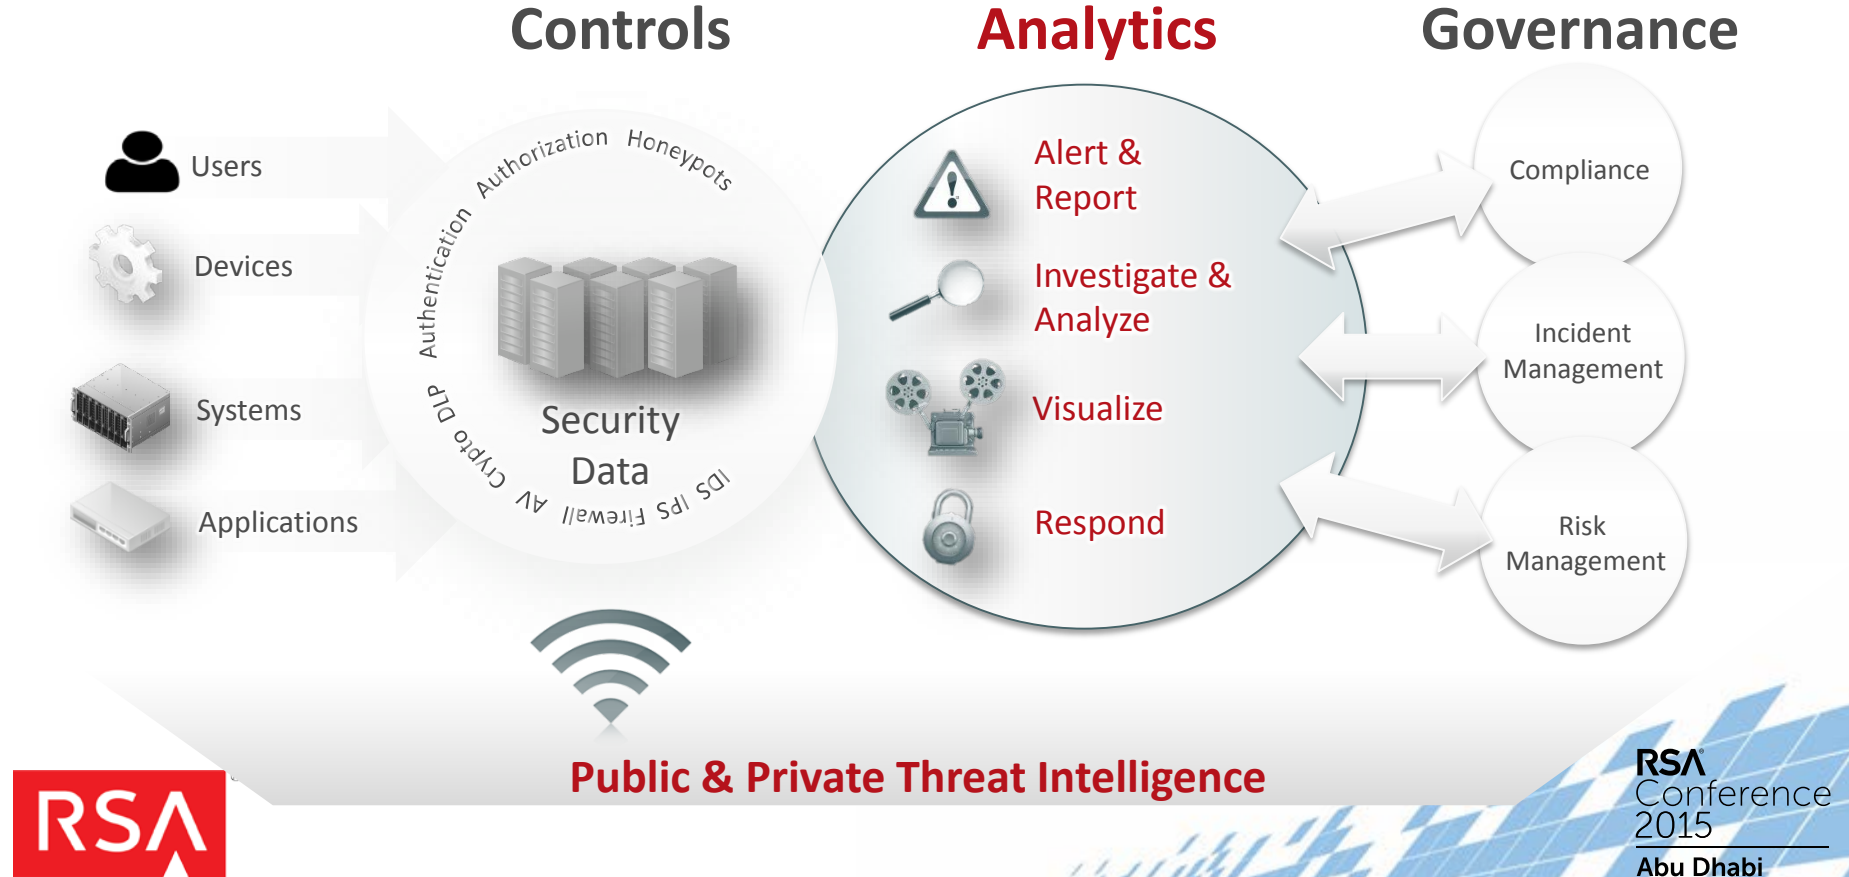 Controls
Analytics
Governance
Users
Devices
Systems
Applications
Authentication Authorization Honeypots
DLP Crypto AV Firewall IPS IDS
Security
Data
Alert &
Report
Investigate &
Analyze
Visualize
Respond
Compliance
Incident
Management
Risk
Management
Public & Private Threat Intelligence
RSA
RSA
Conference
2015
Abu Dhabi